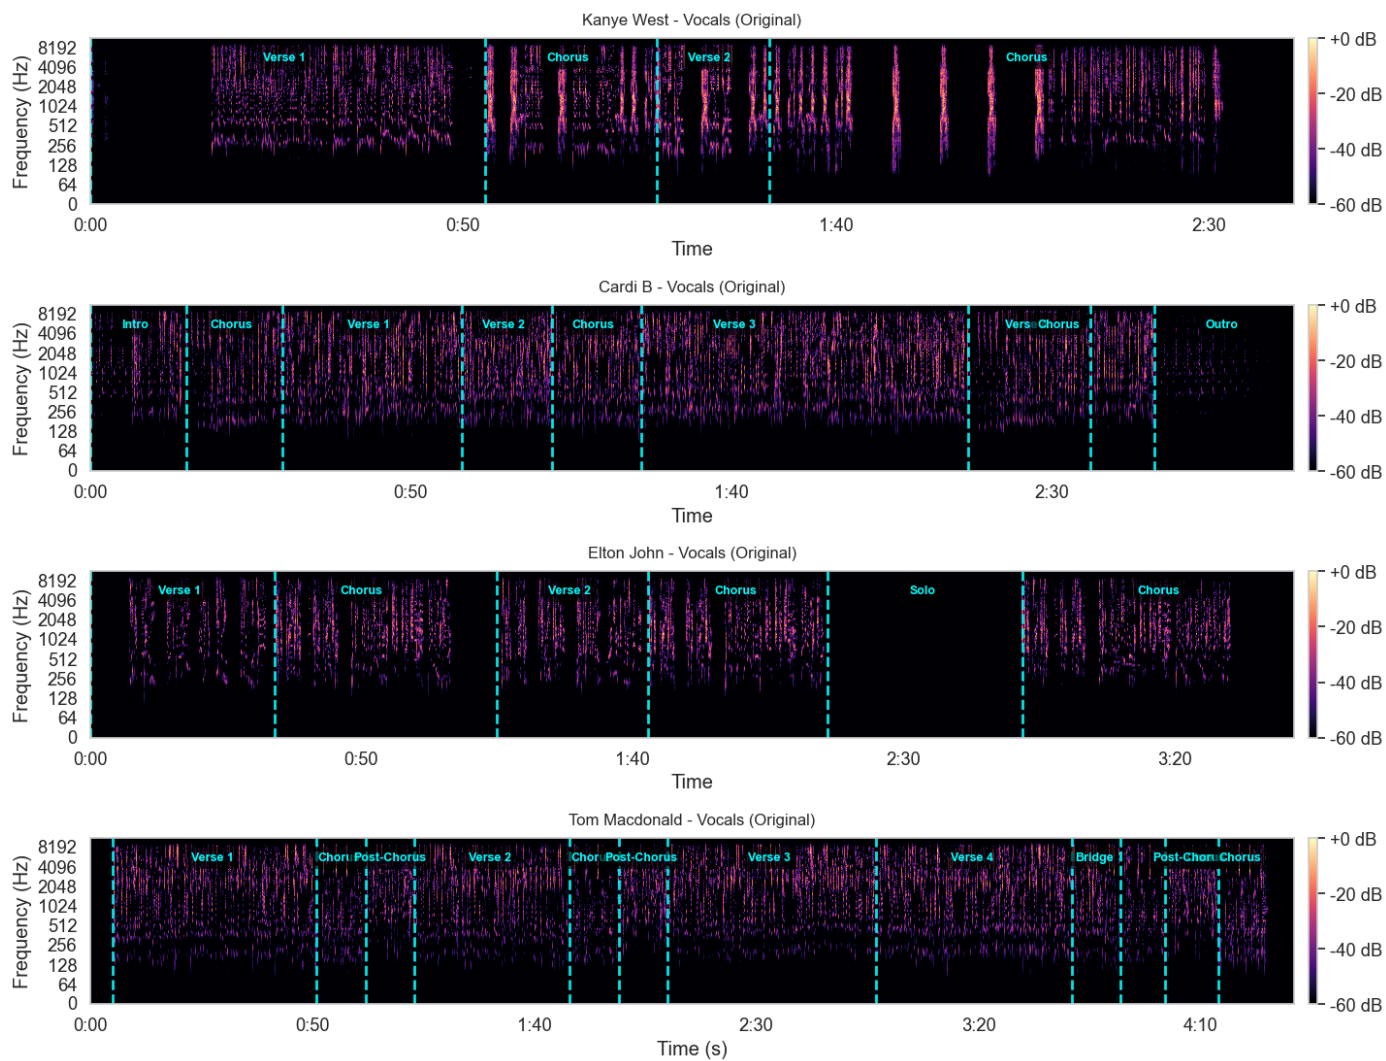 Kanye West - Vocals (Original)
Frequency (Hz)
8192
4096
2048
1024
512
256
128
64
0
Verse 1
Chorus
Verse 2
Chorus
+0 dB
-20 dB
-40 dB
-60 dB
0:00
0:50
1:40
2:30
Time
Cardi B - Vocals (Original)
Frequency (Hz)
8192
4096
2048
1024
512
256
128
64
0
Intro
Chorus
Verse 1
Verse 2
Chorus
Verse 3
Chorus
Outro
+0 dB
-20 dB
-40 dB
-60 dB
0:00
0:50
1:40
2:30
Time
Elton John - Vocals (Original)
Frequency (Hz)
8192
4096
2048
1024
512
256
128
64
0
Verse 1
Chorus
Verse 2
Chorus
Solo
Chorus
+0 dB
-20 dB
-40 dB
-60 dB
0:00
0:50
1:40
2:30
3:20
Time
Tom Macdonald - Vocals (Original)
Frequency (Hz)
8192
4096
2048
1024
512
256
128
64
0
Verse 1
Post-Chorus
Verse 2
Post-Chorus
Verse 3
Verse 4
Bridge
Chorus
+0 dB
-20 dB
-40 dB
-60 dB
0:00
0:50
1:40
2:30
3:20
4:10
Time (s)